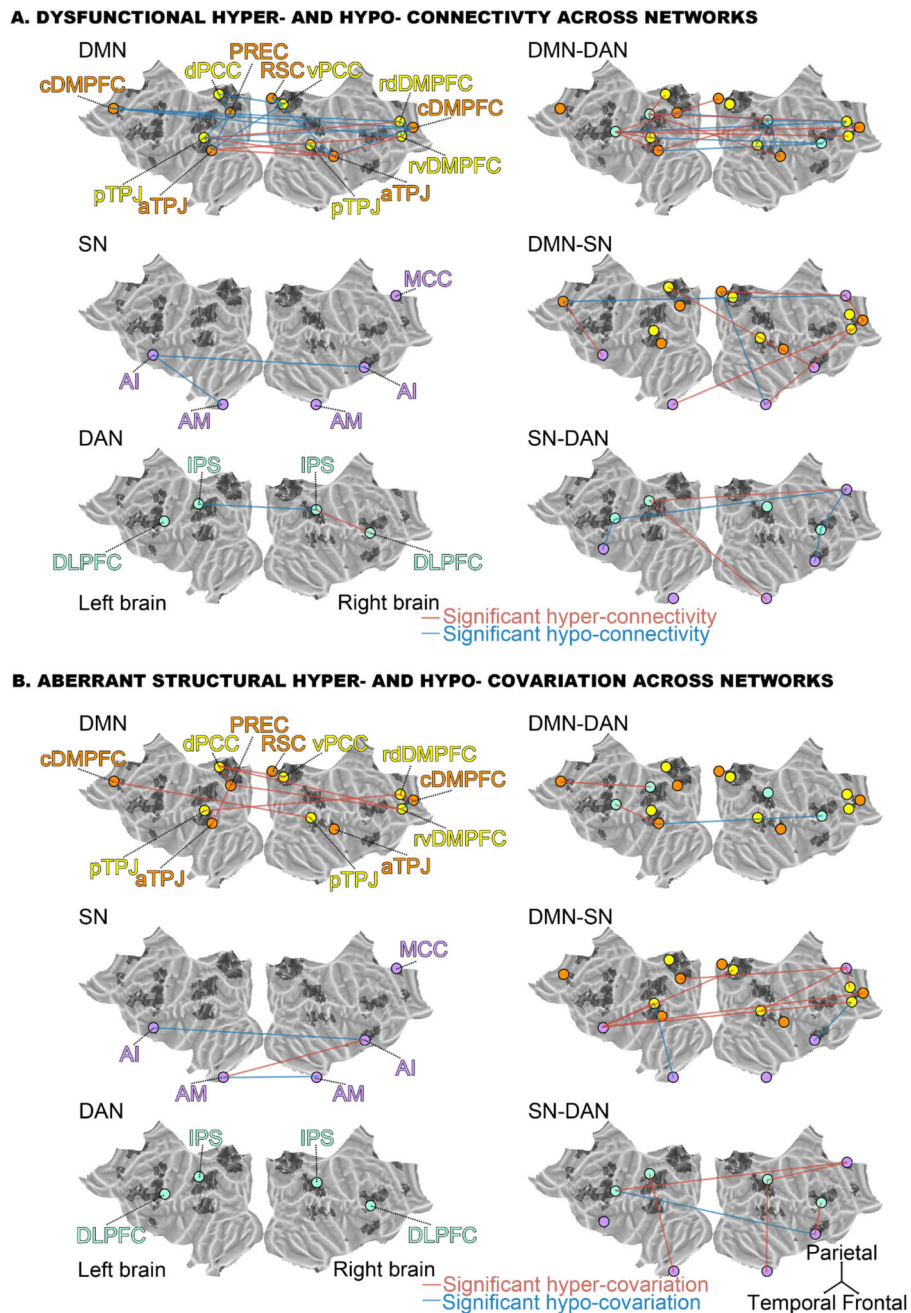 A. DYSFUNCTIONAL HYPER- AND HYPO- CONNECTIVTY ACROSS NETWORKS
DMN
DMN-DAN
PREC
dPCC
RSC
vPCC
cDMPFC
rdDMPFC
cDMPFC
rvDMPFC
pTPJ
aTPJ
pTPJ
aTPJ
SN
DMN-SN
MCC
AI
AI
AM
AM
DAN
SN-DAN
IPS
IPS
DLPFC
DLPFC
Left brain
Right brain
Significant hyper-connectivity
Significant hypo-connectivity
B. ABERRANT STRUCTURAL HYPER- AND HYPO- COVARIATION ACROSS NETWORKS
DMN
DMN-DAN
PREC
dPCC
RSC
vPCC
cDMPFC
rdDMPFC
cDMPFC
rvDMPFC
pTPJ
aTPJ
pTPJ
aTPJ
SN
DMN-SN
MCC
AI
AI
AM
AM
DAN
SN-DAN
IPS
IPS
DLPFC
DLPFC
Left brain
Right brain
Significant hyper-covariation
Significant hypo-covariation
Parietal
Temporal Frontal